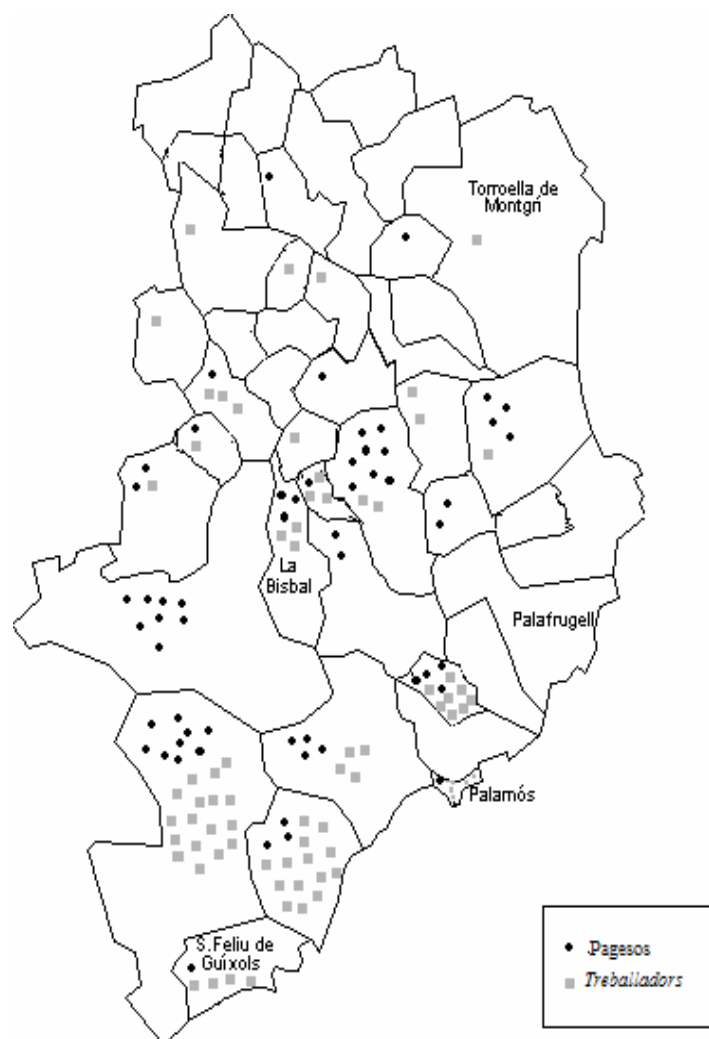 Torroella de
Montgrí
La
Bisbal
Palafrugell
Palamós
S. Feliu de
Guíxols
.Pagesos
Treballadors